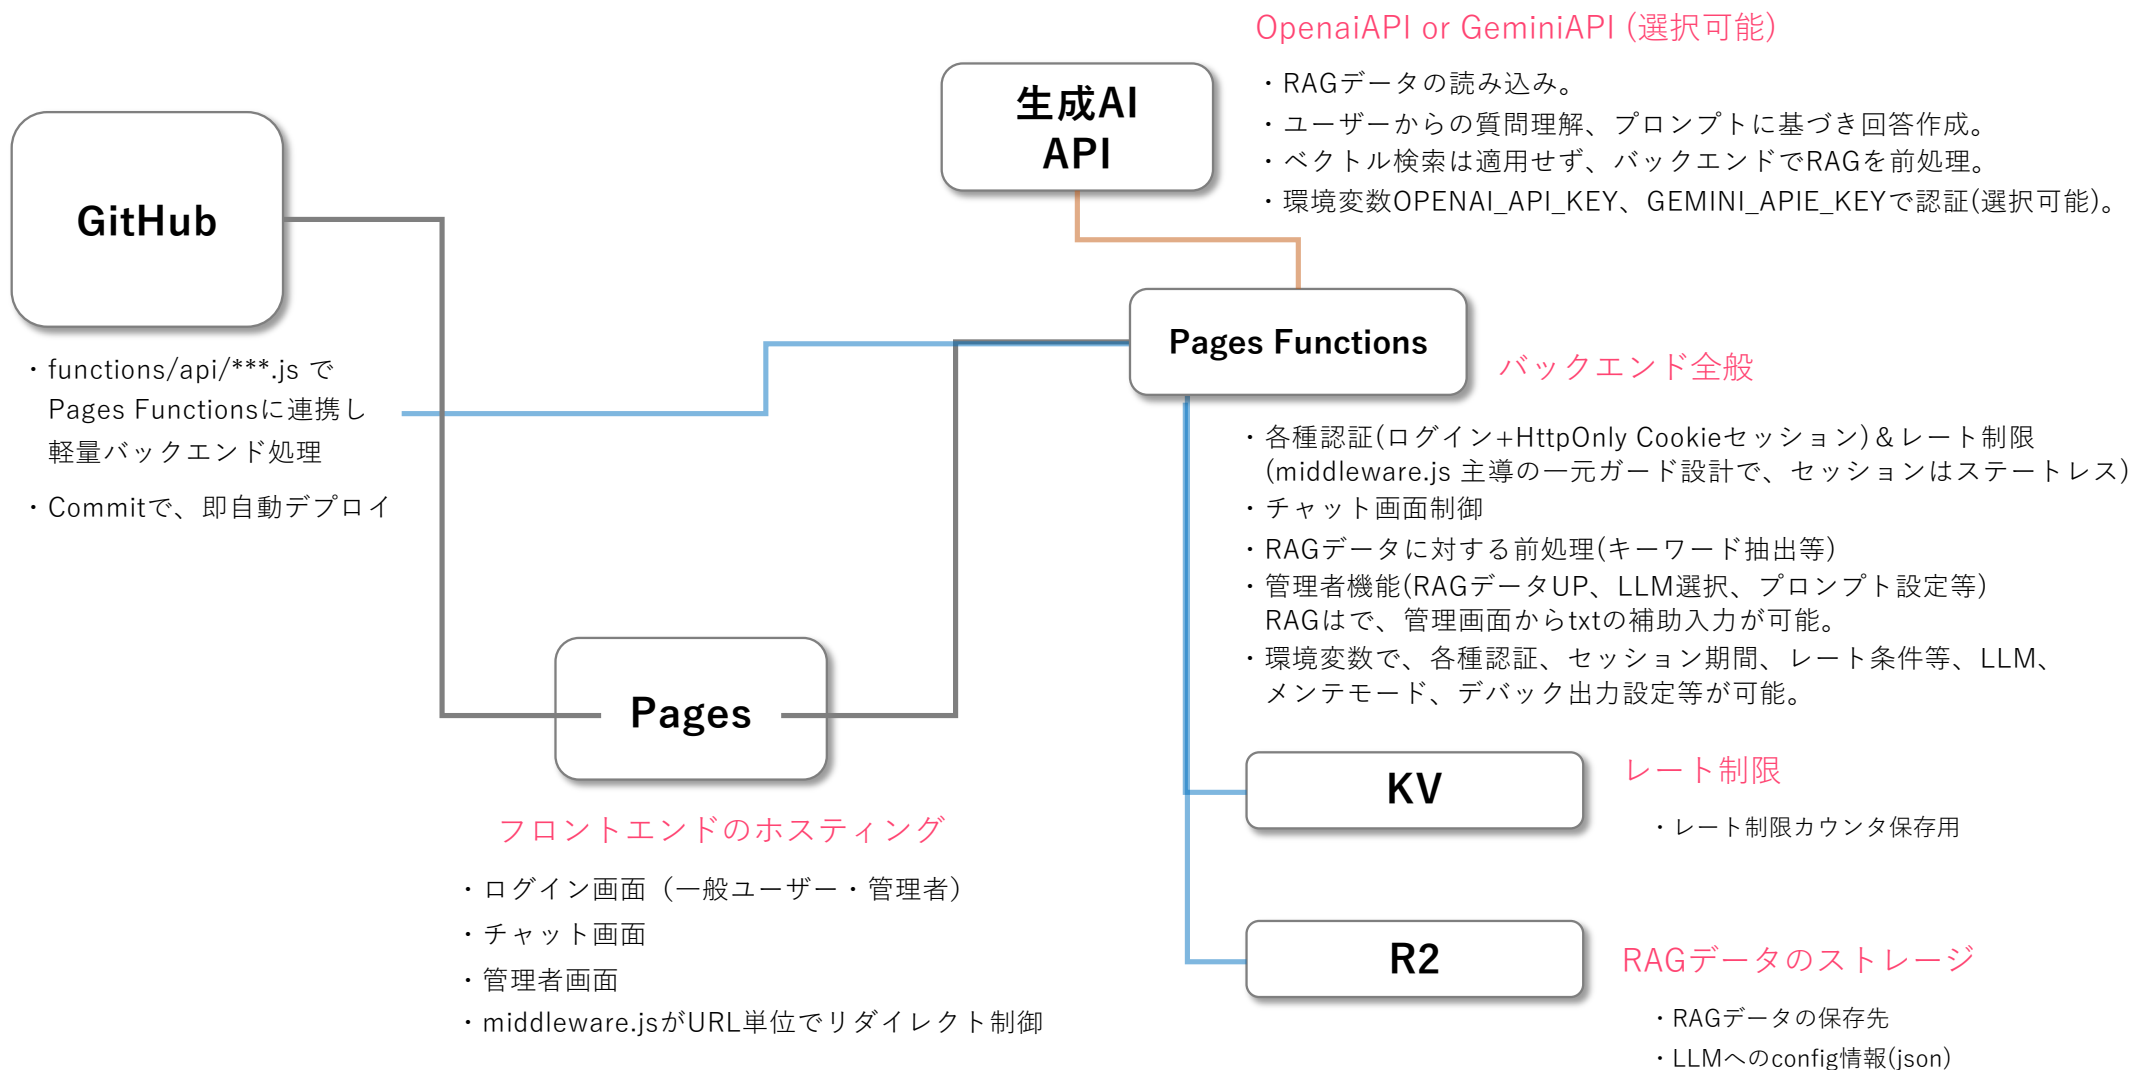 OpenaiAPI or GeminiAPI (選択可能)
生成AI
API
・RAGデータの読み込み。
・ユーザーからの質問理解、プロンプトに基づき回答作成。
・ベクトル検索は適用せず、バックエンドでRAGを前処理。
・環境変数OPENAI_API_KEY、GEMINI_APIE_KEYで認証(選択可能)。
GitHub
・functions/api/***.js で
Pages Functionsに連携し
軽量バックエンド処理
・Commitで、即自動デプロイ
Pages Functions
バックエンド全般
・各種認証(ログイン+HttpOnly Cookieセッション)＆レート制限
(middleware.js 主導の一元ガード設計で、セッションはステートレス)
・チャット画面制御
・RAGデータに対する前処理(キーワード抽出等)
・管理者機能(RAGデータUP、LLM選択、プロンプト設定等)
RAGはで、管理画面からtxtの補助入力が可能。
・環境変数で、各種認証、セッション期間、レート条件等、LLM、
メンテモード、デバック出力設定等が可能。
Pages
フロントエンドのホスティング
・ログイン画面（一般ユーザー・管理者）
・チャット画面
・管理者画面
・middleware.jsがURL単位でリダイレクト制御
KV
レート制限
・レート制限カウンタ保存用
R2
RAGデータのストレージ
・RAGデータの保存先
・LLMへのconfig情報(json)